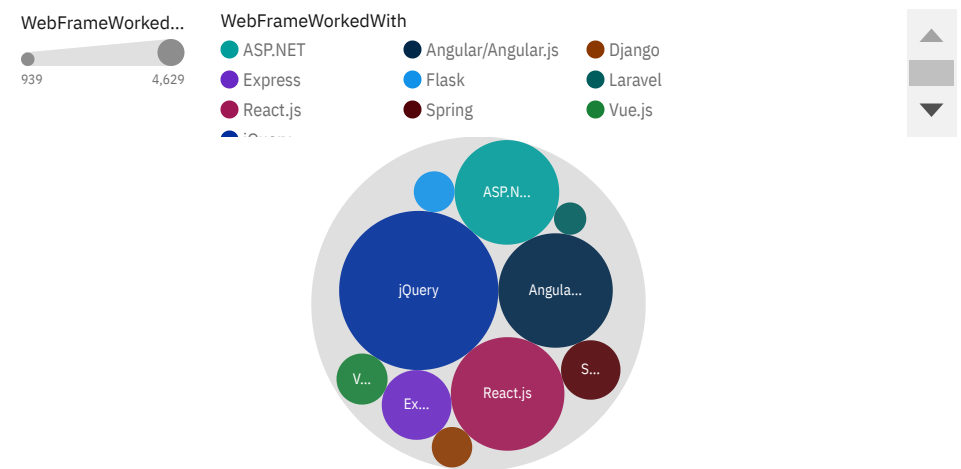 WebFrameWorked...
939 4,629
WebFrameWorkedWith
ASP.NET Angular/Angular.js Django
Express Flask Laravel
React.js Spring Vue.js
jQuery
ASP.N...
jQuery
Angula...
S...
V...
Ex...
React.js